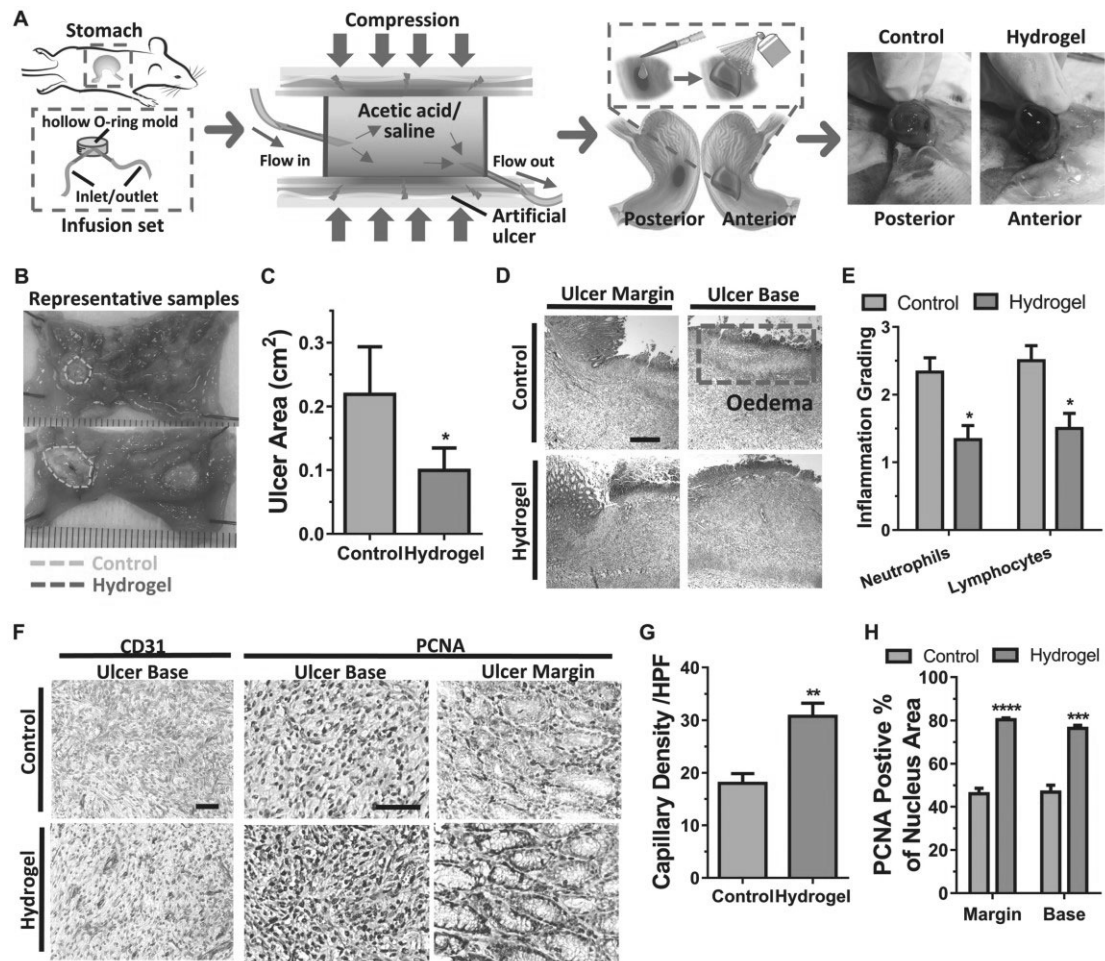 A
Stomach
hollow O-ring mold
Inlet/outlet
Infusion set
Compression
Acetic acid/
saline
Flow in
Flow out
Artificial
ulcer
Posterior
Anterior
Control
Hydrogel
Posterior
Anterior
B
Representative samples
Control
Hydrogel
C
Ulcer Area (cm²)
0.3
0.2
0.1
0.0
*
Control
Hydrogel
D
Ulcer Margin
Ulcer Base
Control
Oedema
Hydrogel
E
Control
Hydrogel
Inflammation Grading
3
2
1
0
*
*
Neutrophils
Lymphocytes
F
CD31
PCNA
Ulcer Base
Ulcer Base
Ulcer Margin
Control
Hydrogel
G
Capillary Density /HPF
40
30
20
10
0
**
Control
Hydrogel
H
Control
Hydrogel
PCNA Postive %
of Nucleus Area
100
80
60
40
20
0
****
***
Margin
Base